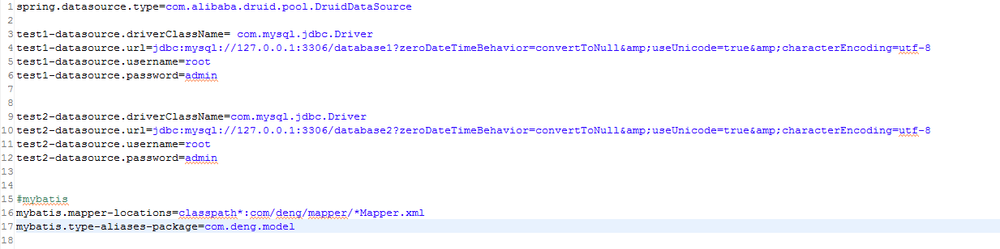 1 spring.datasource.type=com.alibaba.druid.pool.DruidDataSource
2
3 test1-datasource.driverClassName= com.mysql.jdbc.Driver
4 test1-datasource.url=jdbc:mysql://127.0.0.1:3306/database1?zeroDateTimeBehavior=convertToNull&amp;useUnicode=true&amp;characterEncoding=utf-8
5 test1-datasource.username=root
6 test1-datasource.password=admin
7
8
9 test2-datasource.driverClassName=com.mysql.jdbc.Driver
10 test2-datasource.url=jdbc:mysql://127.0.0.1:3306/database2?zeroDateTimeBehavior=convertToNull&amp;useUnicode=true&amp;characterEncoding=utf-8
11 test2-datasource.username=root
12 test2-datasource.password=admin
13
14
15 #mybatis
16 mybatis.mapper-locations=classpath*:com/deng/mapper/*Mapper.xml
17 mybatis.type-aliases-package=com.deng.model
18